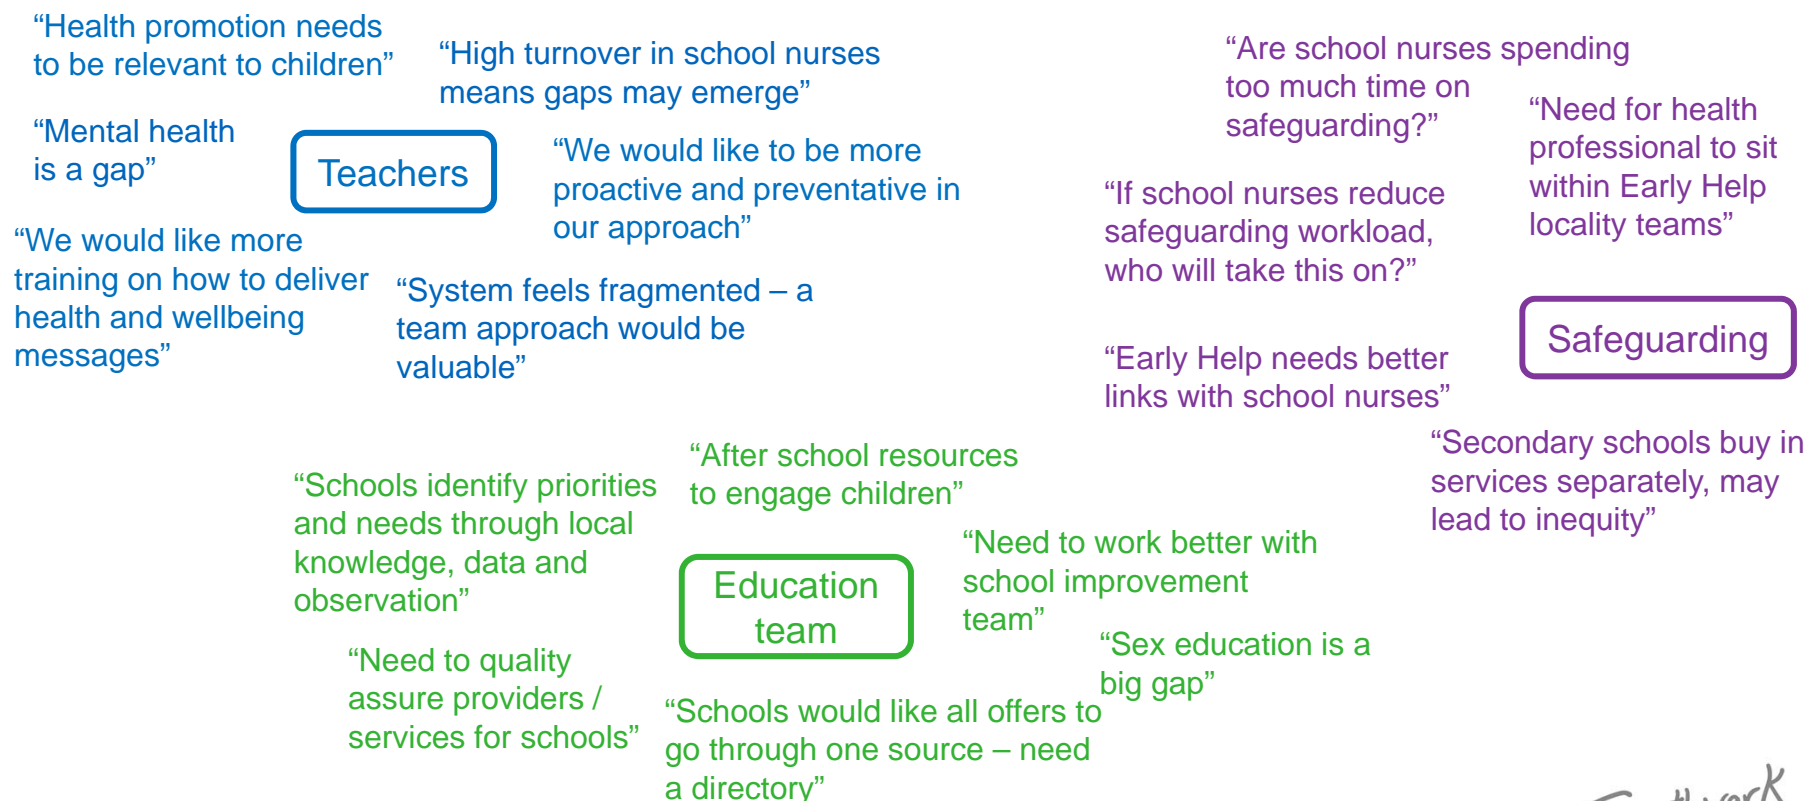 “Health promotion needs
to be relevant to children”
“High turnover in school nurses
means gaps may emerge”
“Mental health
is a gap”
Teachers
“We would like to be more
proactive and preventative in
our approach”
“We would like more
training on how to deliver
health and wellbeing
messages”
“System feels fragmented – a
team approach would be
valuable”
“Are school nurses spending
too much time on
safeguarding?”
“Need for health
professional to sit
within Early Help
locality teams”
“If school nurses reduce
safeguarding workload,
who will take this on?”
Safeguarding
“Early Help needs better
links with school nurses”
“Secondary schools buy in
services separately, may
lead to inequity”
“After school resources
to engage children”
“Schools identify priorities
and needs through local
knowledge, data and
observation”
Education
team
“Need to work better with
school improvement
team”
“Sex education is a
big gap”
“Need to quality
assure providers /
services for schools”
“Schools would like all offers to
go through one source – need
a directory”